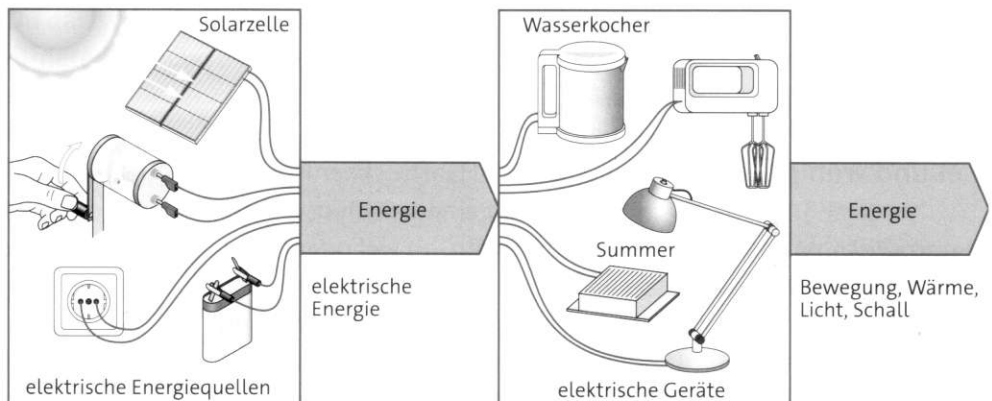 Solarzelle
elektrische Energiequellen
Energie
elektrische
Energie
Wasserkocher
Summer
elektrische Geräte
Energie
Bewegung, Wärme,
Licht, Schall